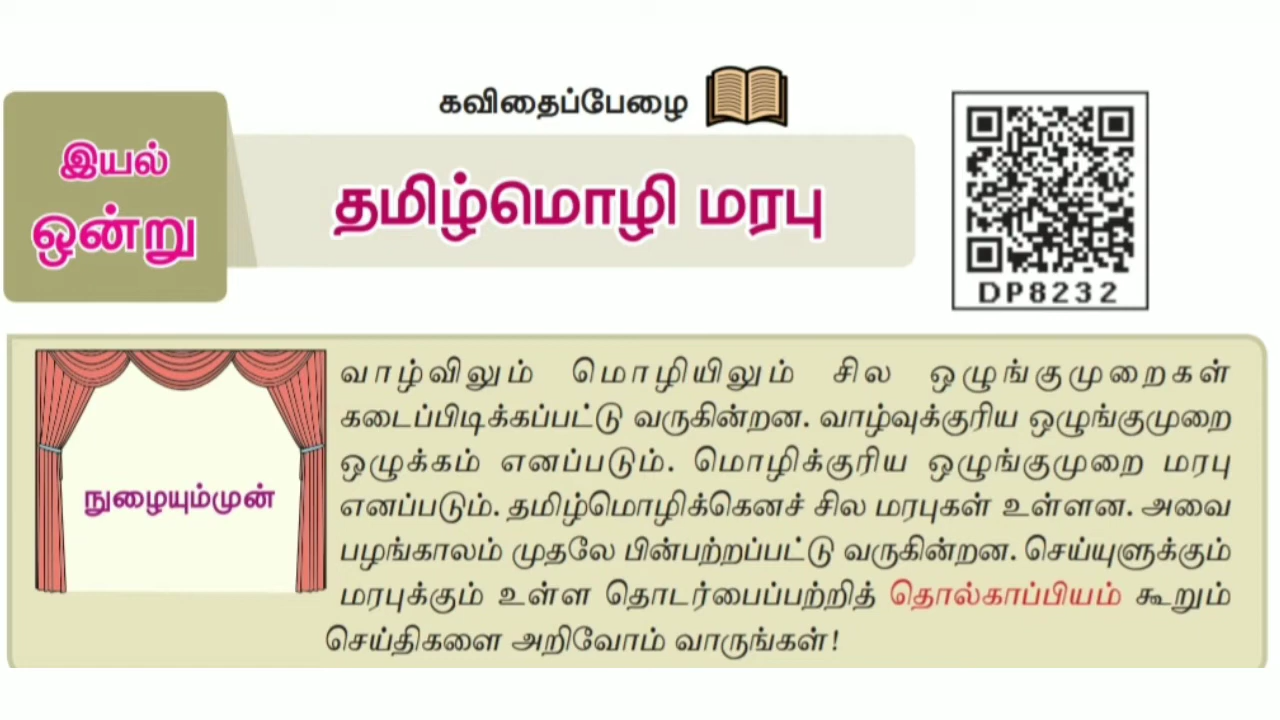 கவிதைப்பேழை
இயல்
ஒன்று
தமிழ்மொழி மரபு
DP8232
நுழையும்முன்
வாழ்விலும் மொழியிலும் சில ஒழுங்குமுறைகள்
கடைப்பிடிக்கப்பட்டு வருகின்றன. வாழ்வுக்குரிய ஒழுங்குமுறை
ஒழுக்கம் எனப்படும். மொழிக்குரிய ஒழுங்குமுறை மரபு
எனப்படும். தமிழ்மொழிக்கெனச் சில மரபுகள் உள்ளன. அவை
பழங்காலம் முதலே பின்பற்றப்பட்டு வருகின்றன. செய்யுளுக்கும்
மரபுக்கும் உள்ள தொடர்பைப்பற்றித் தொல்காப்பியம் கூறும்
செய்திகளை அறிவோம் வாருங்கள்!